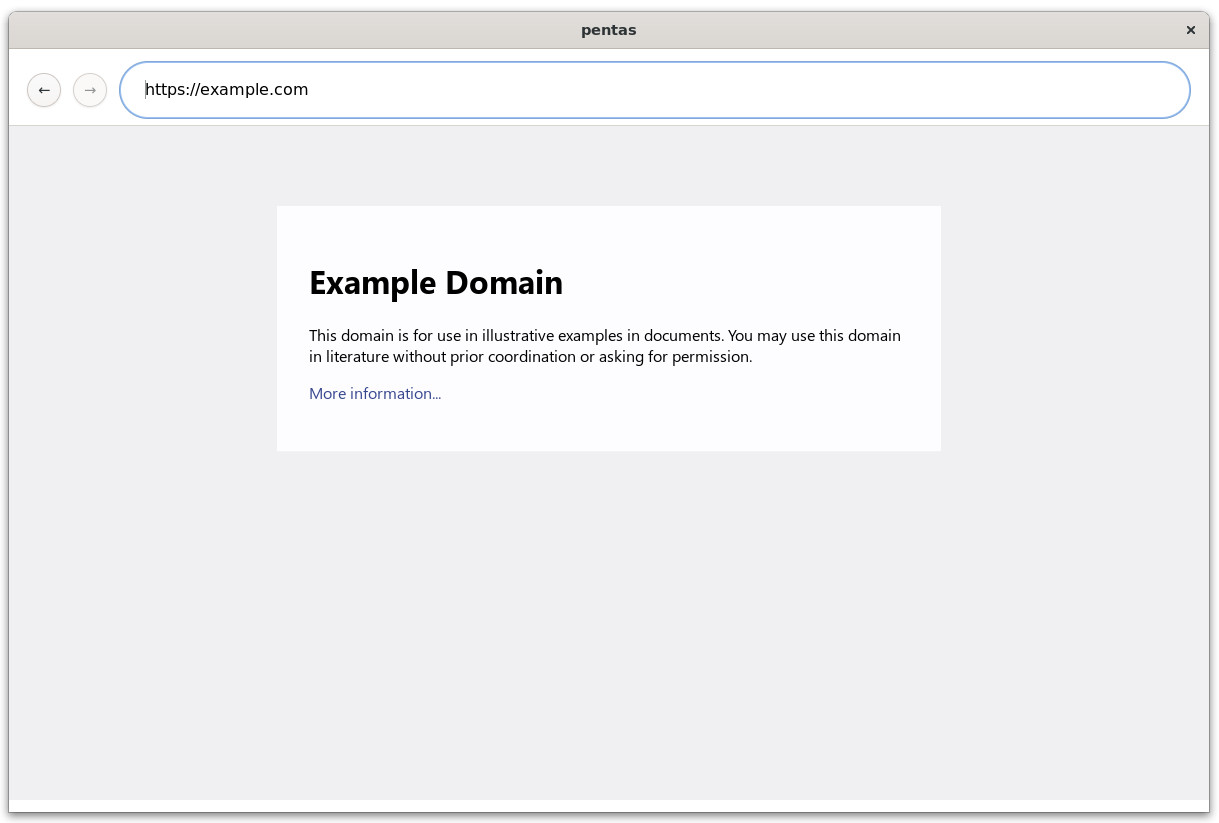 pentas
×
← → https://example.com
Example Domain
This domain is for use in illustrative examples in documents. You may use this domain
in literature without prior coordination or asking for permission.
More information...